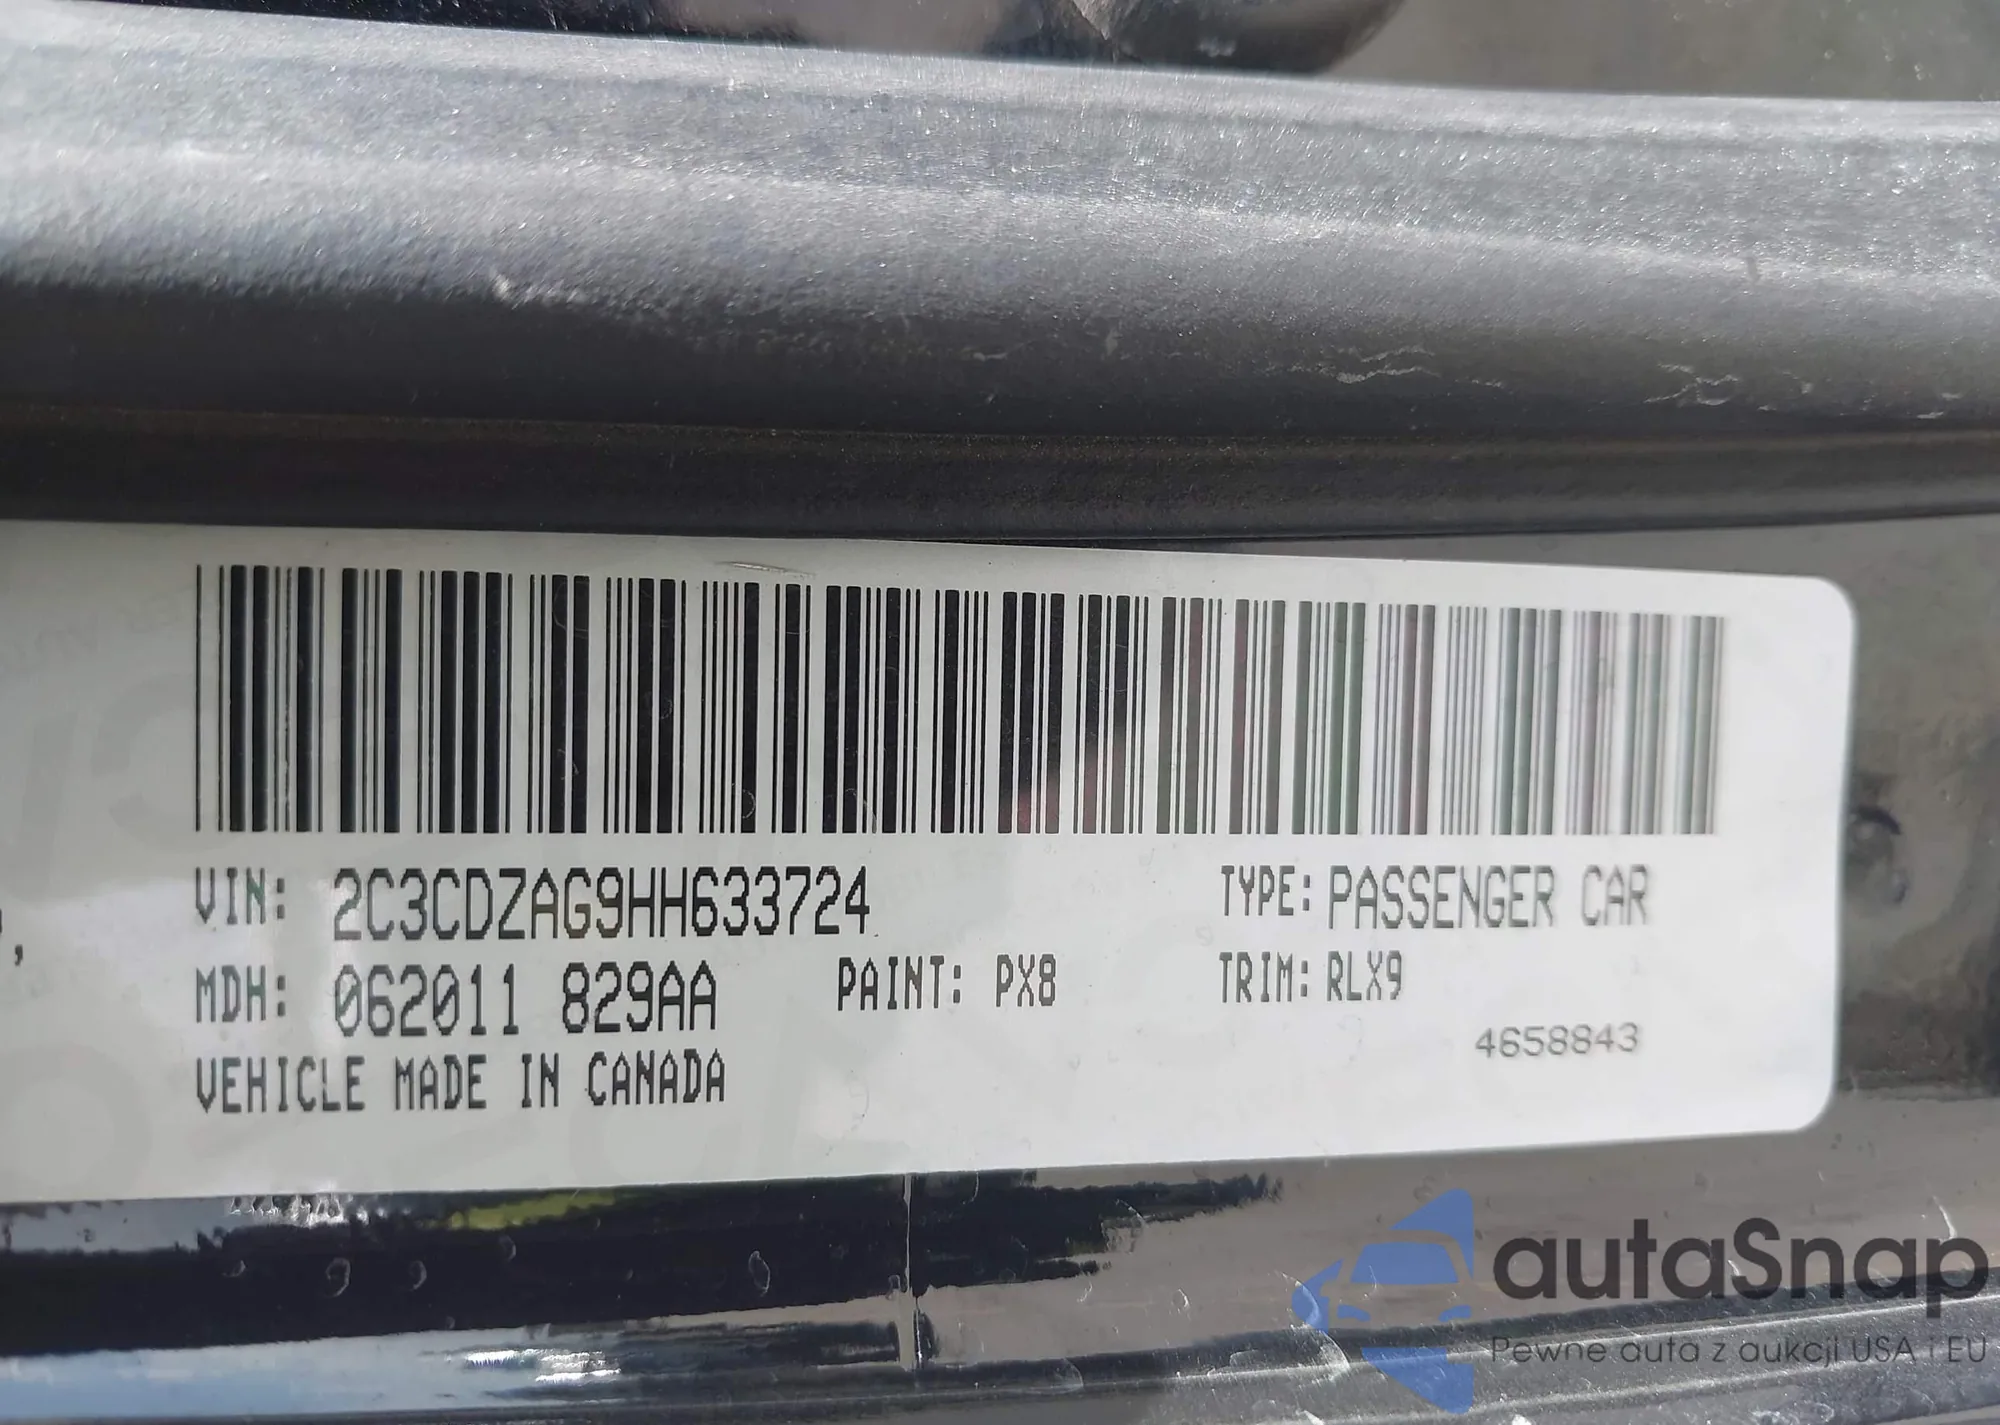 VIN: 2C3CDZAG9HH633724 TYPE: PASSENGER CAR
MDH: 062011 829AA PAINT: PX8 TRIM: RLX9
4658843
VEHICLE MADE IN CANADA
autaSnap
Pewne auta z aukcji USA i EU